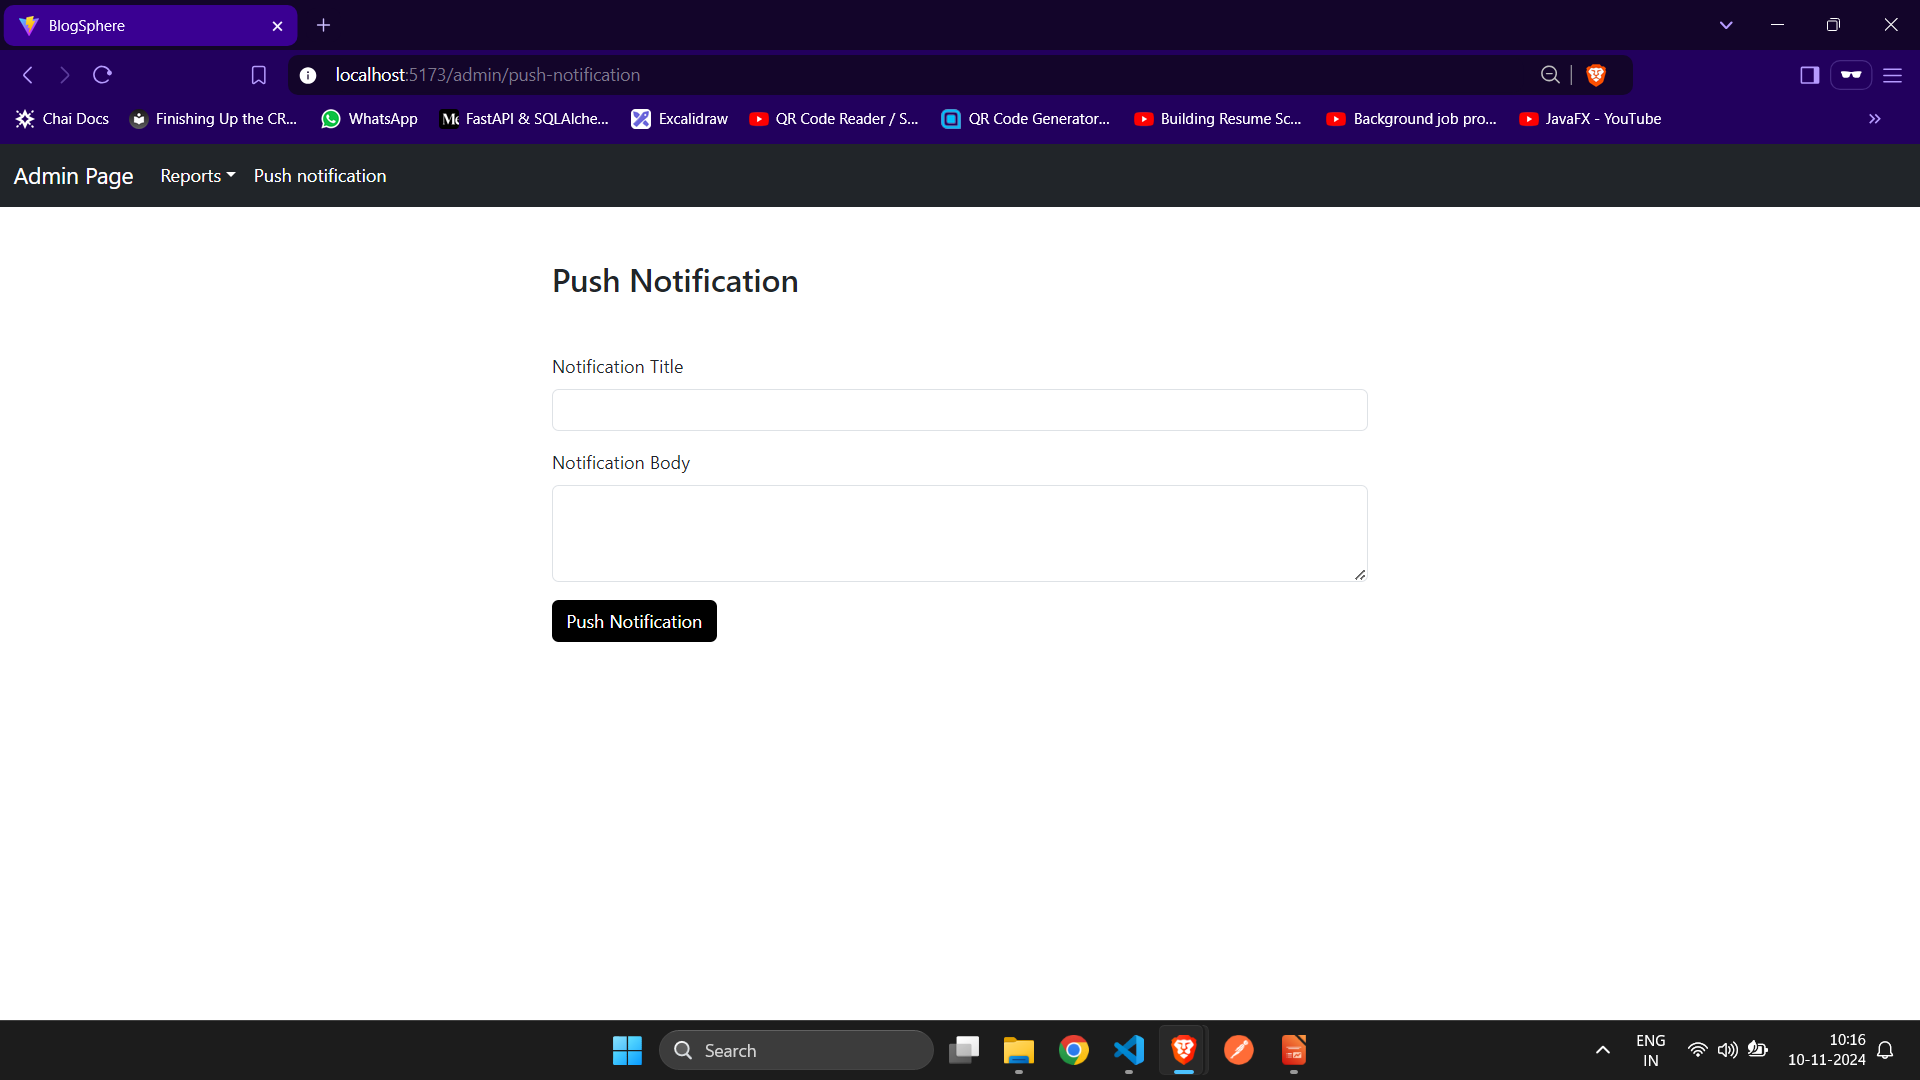 BlogSphere
localhost:5173/admin/push-notification
Chai Docs
Finishing Up the CR...
WhatsApp
FastAPI & SQLAlche...
Excalidraw
QR Code Reader / S...
QR Code Generator...
Building Resume Sc...
Background job pro...
JavaFX - YouTube
Admin Page
Reports
Push notification
Push Notification
Notification Title
Notification Body
Push Notification
Search
ENG
IN
10:16
10-11-2024